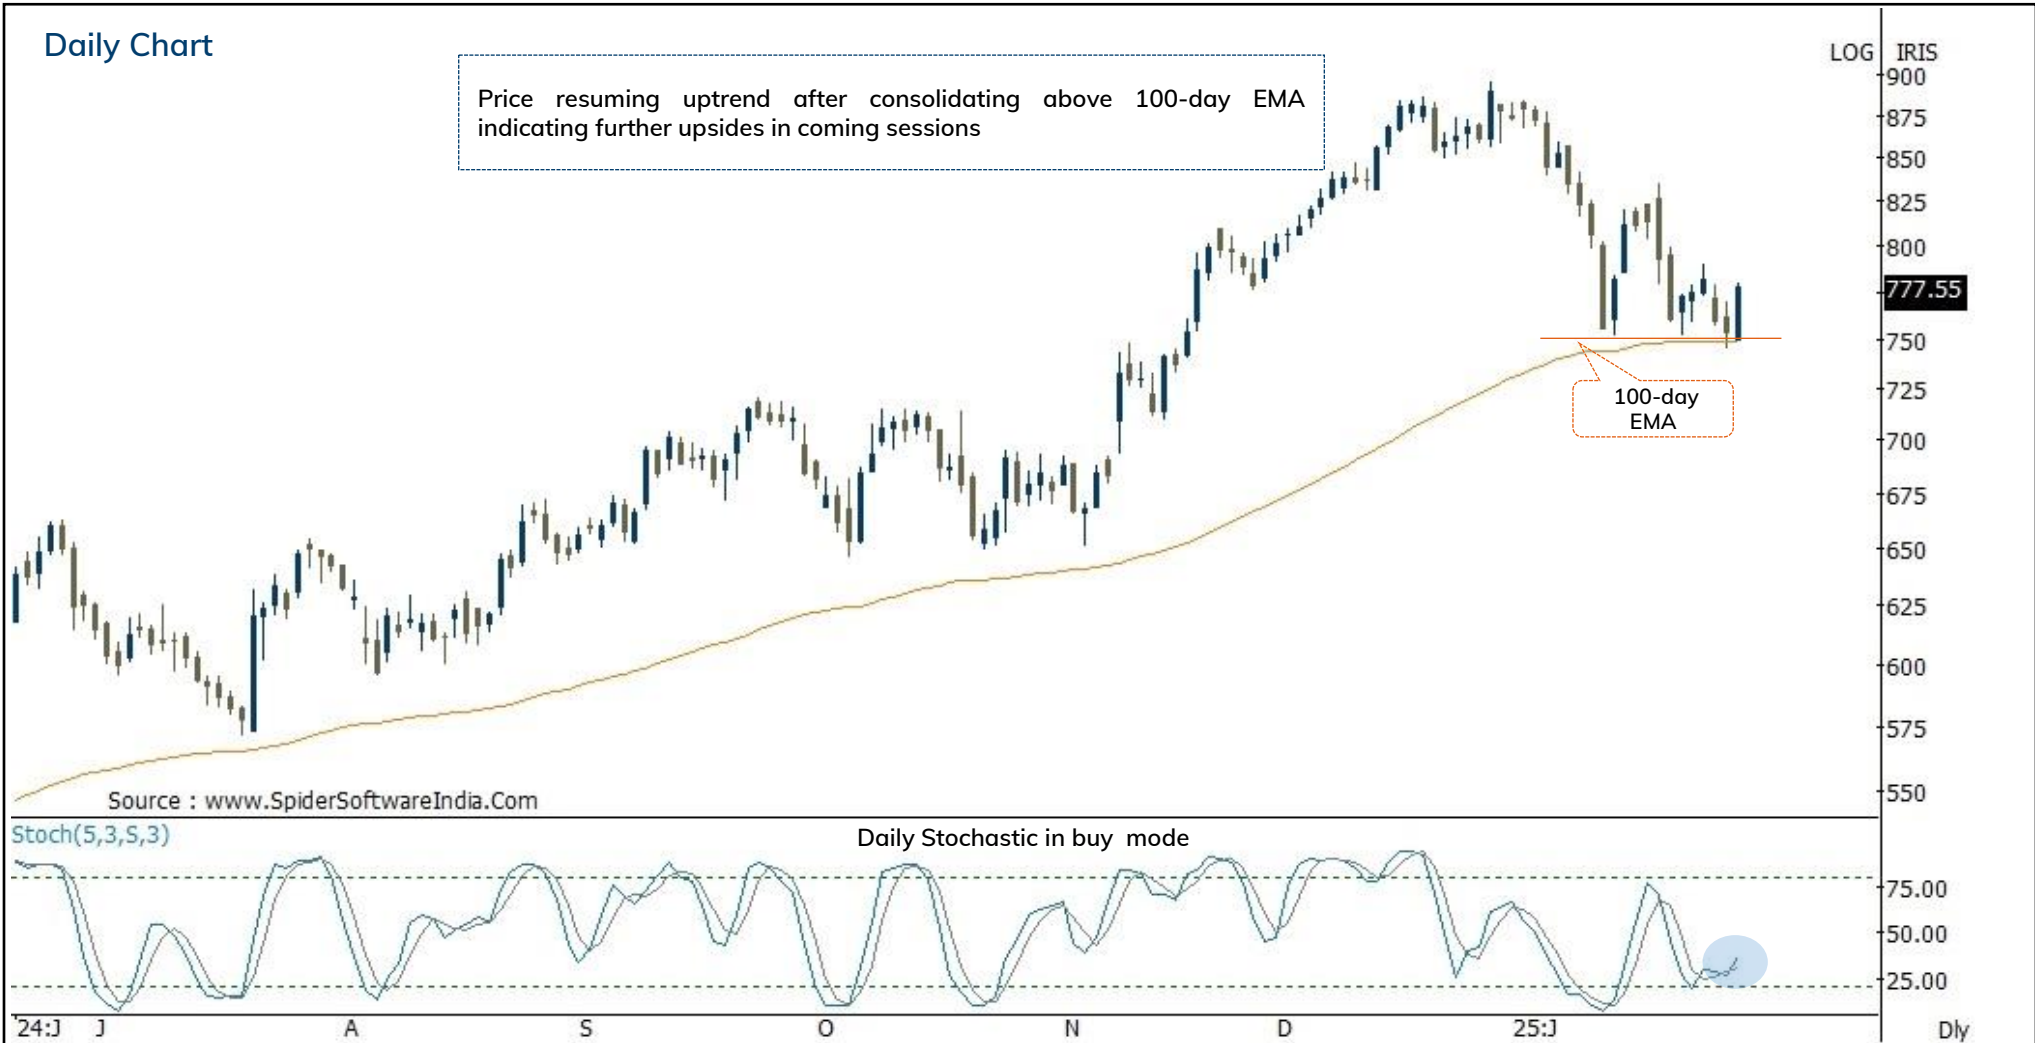 Daily Chart
LOG IRIS
Price resuming uptrend after consolidating above 100-day EMA
indicating further upsides in coming sessions
900
875
850
825
800
777.55
750
725
700
675
650
625
600
575
550
100-day
EMA
Source : www.SpiderSoftwareIndia.Com
Stoch(5,3,S,3)
Daily Stochastic in buy mode
75.00
50.00
25.00
'24:J J A S O N D 25:J Dly